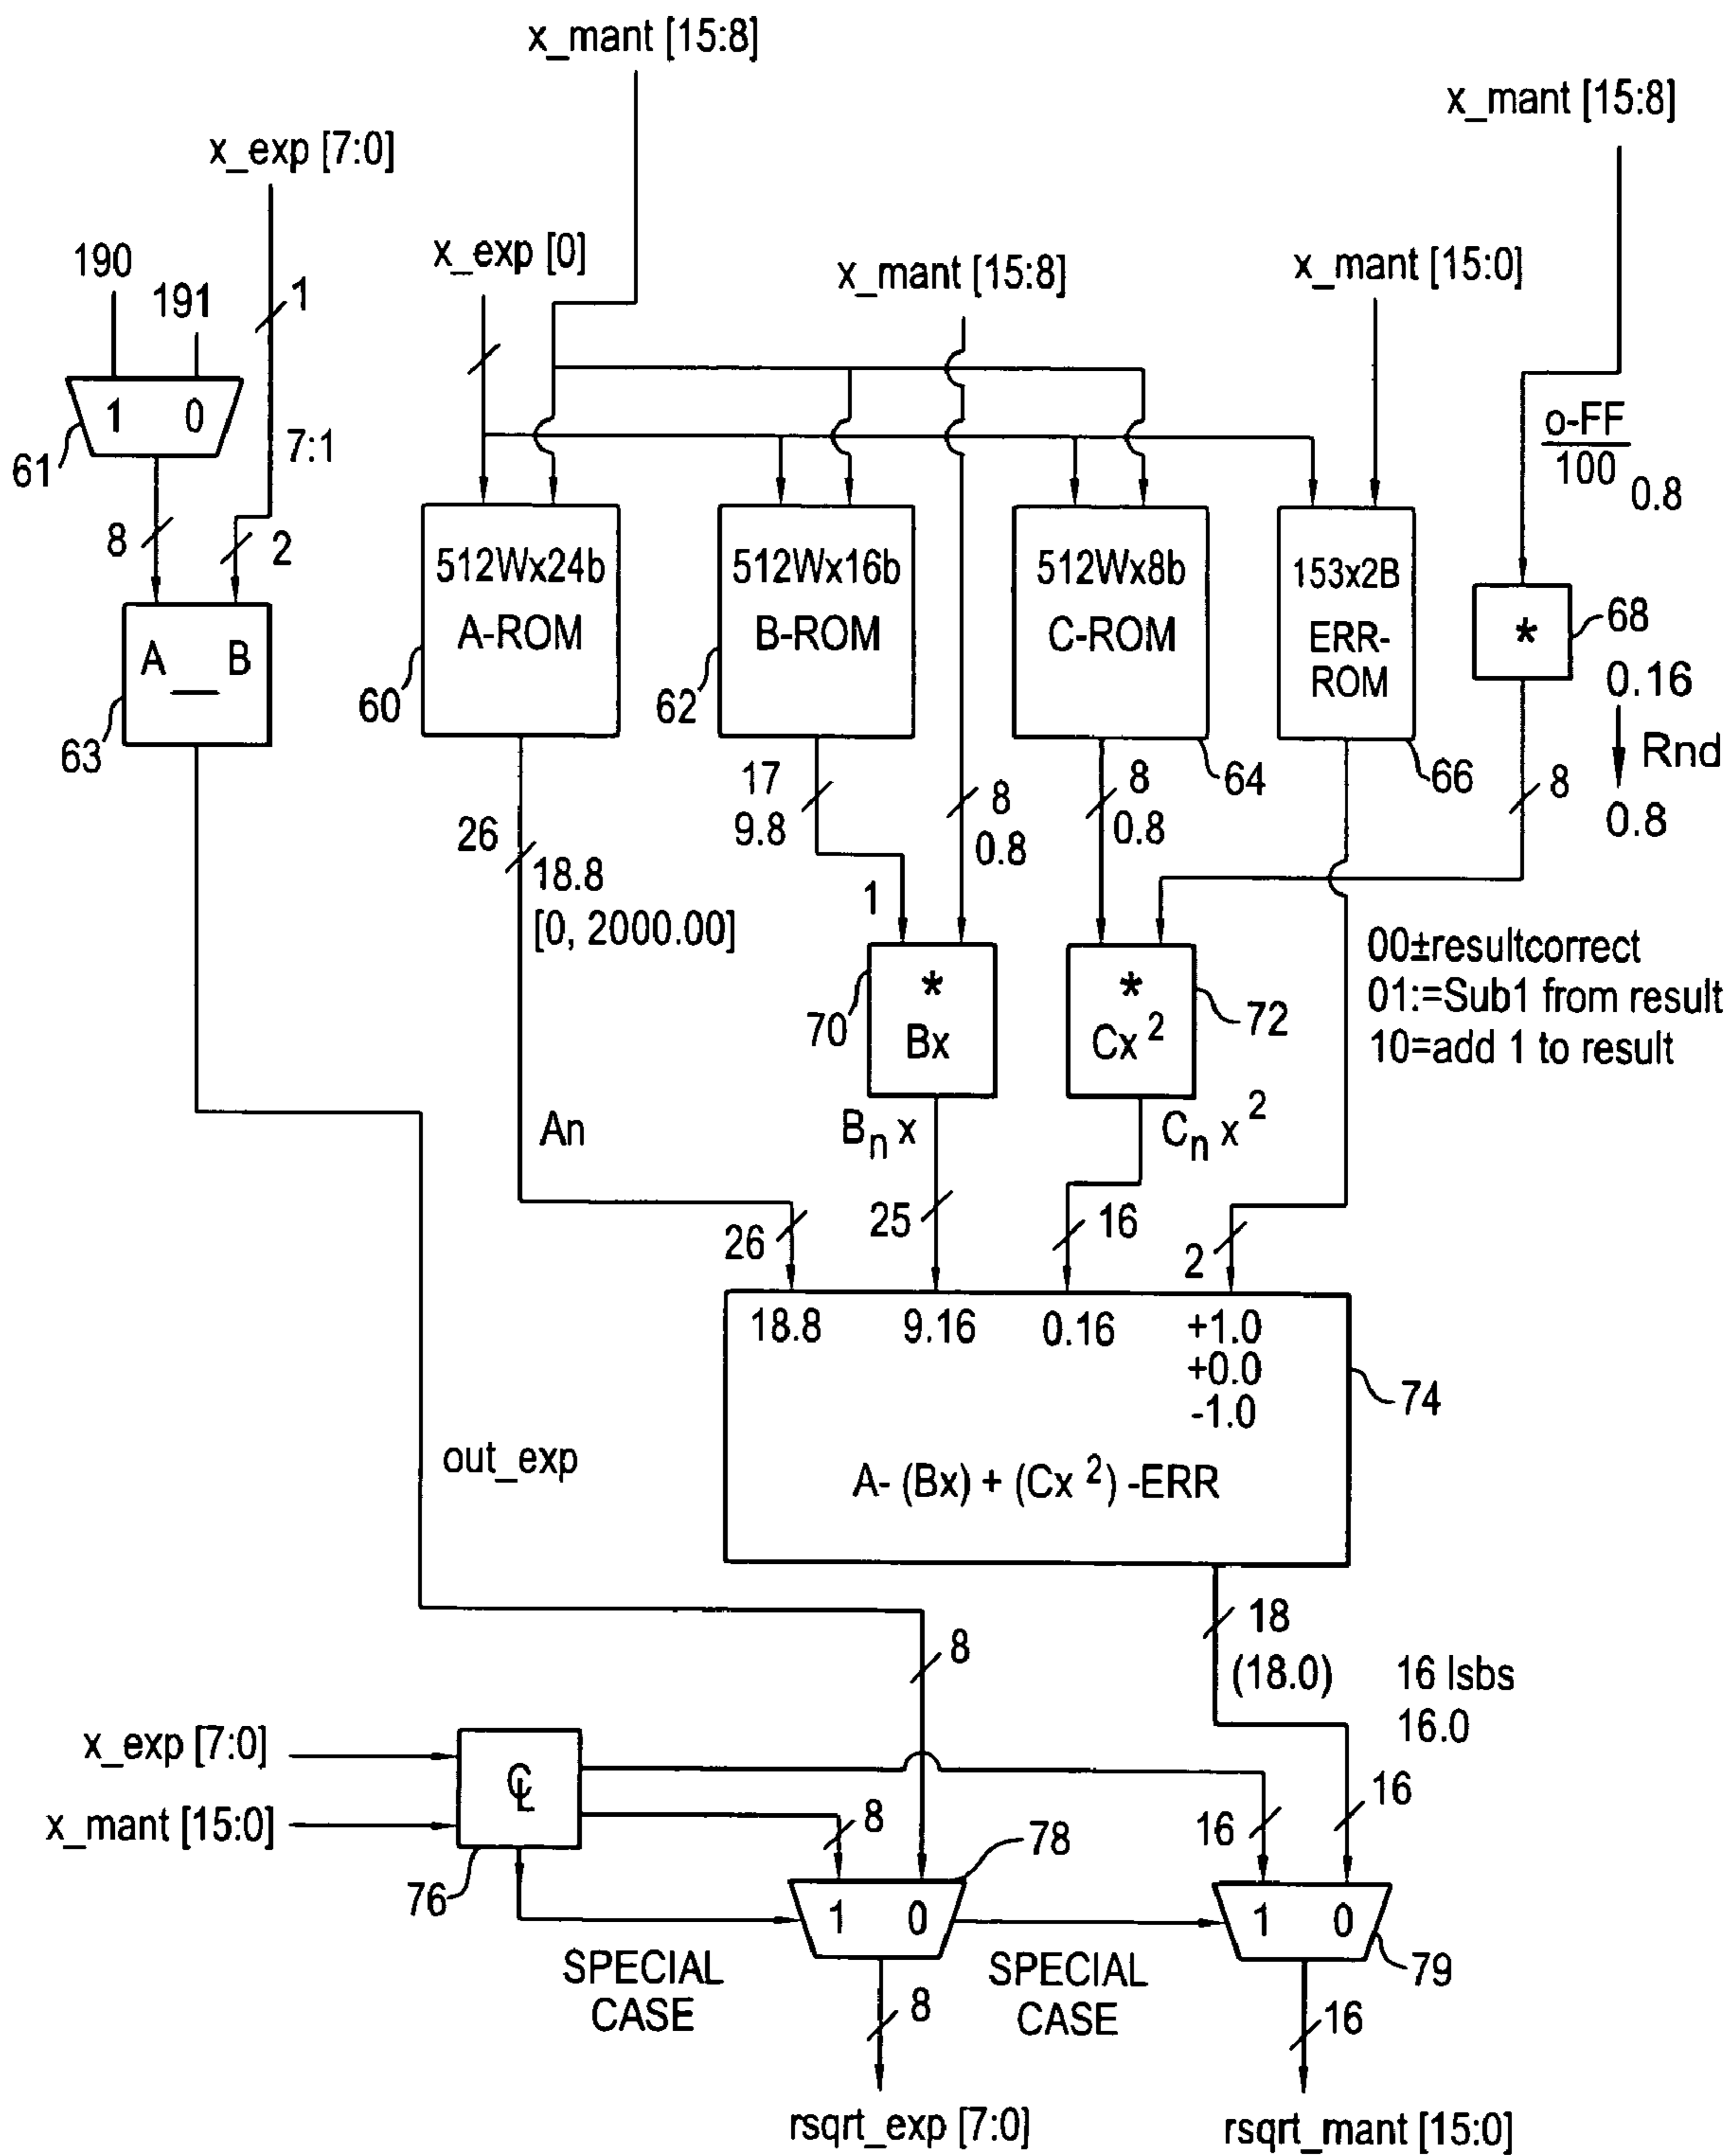 x_mant [15:8]
x_mant [15:8]
x_exp [7:0]
190
191
1
x_exp [0]
x_mant [15:8]
x_mant [15:0]
1 0
61
7:1
o-FF
100
0.8
8
2
512Wx24b
A-ROM
512Wx16b
B-ROM
512Wx8b
C-ROM
153x2B
ERR-
ROM
*
68
A _ B
63
60
62
64
66
0.16
Rnd
0.8
8
17
9.8
8
0.8
8
0.8
26
18.8
[0, 2000.00]
1
*
Bx
70
*
Cx 2
72
00±resultcorrect
01:=Sub1 from result
10=add 1 to result
An
Bn x
Cn x 2
26
25
16
2
18.8
9.16
0.16
+1.0
+0.0
-1.0
74
A- (Bx) + (Cx 2) -ERR
out_exp
8
18
(18.0)
16 lsbs
16.0
x_exp [7:0]
x_mant [15:0]
CL
76
8
78
16
16
1 0
1 0
79
SPECIAL
CASE
SPECIAL
CASE
8
16
rsqrt_exp [7:0]
rsqrt_mant [15:0]